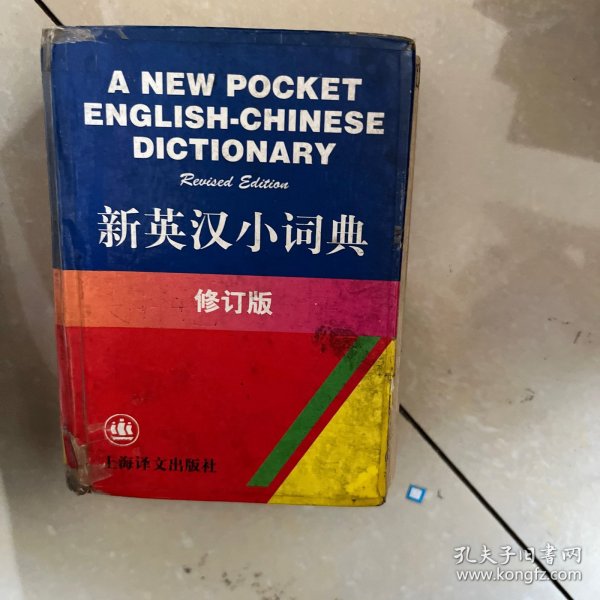 A NEW POCKET
ENGLISH-CHINESE
DICTIONARY
Revised Edition
新英汉小词典
修订版
上海译文出版社
孔夫子旧书网
www.kongfz.com